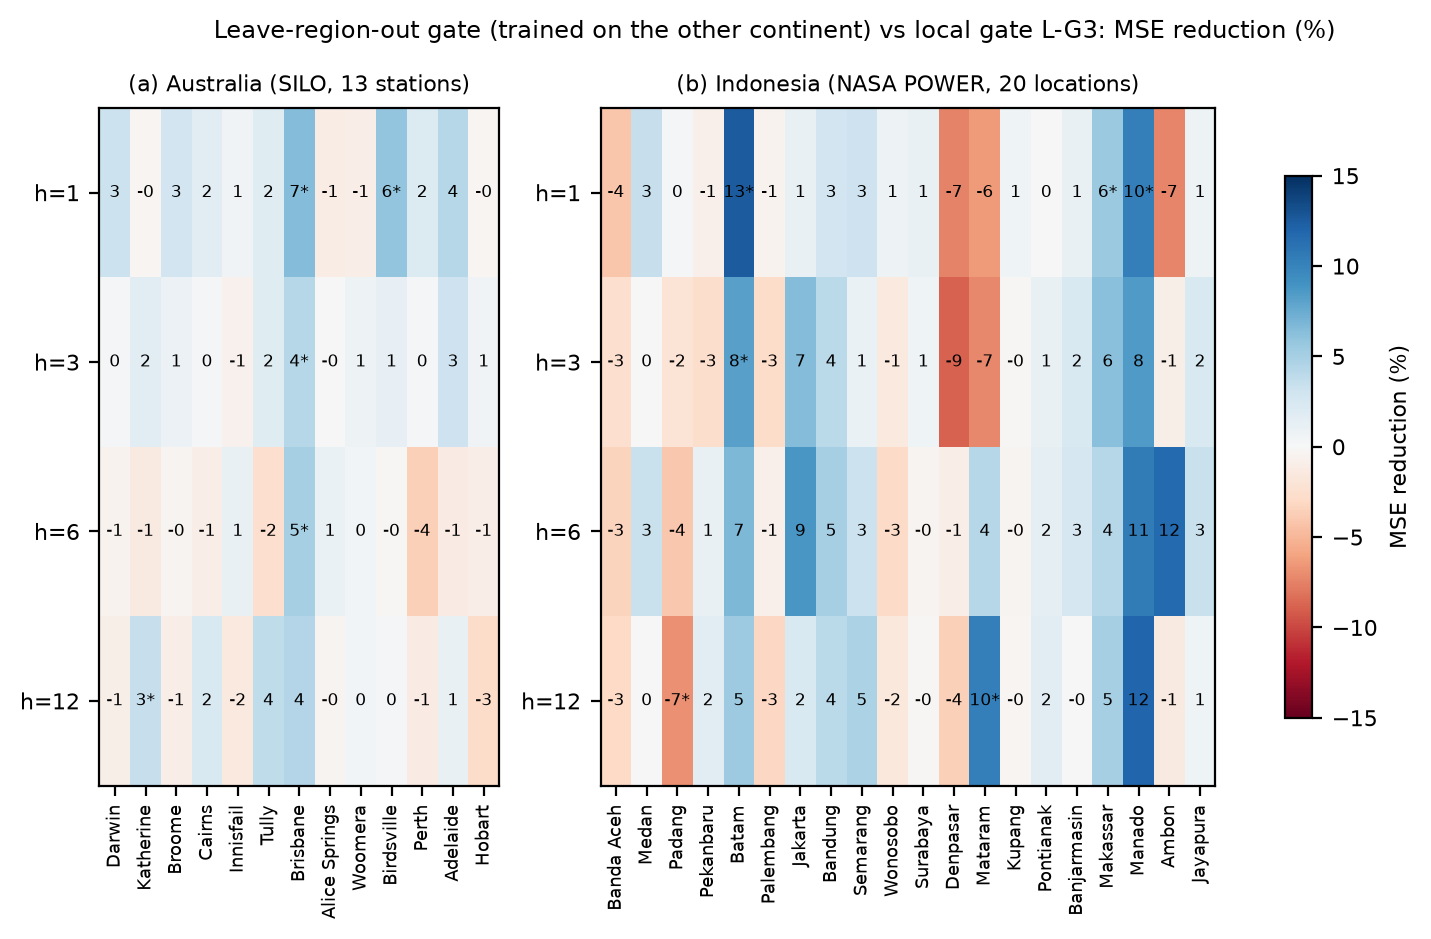 Leave-region-out gate (trained on the other continent) vs local gate L-G3: MSE reduction (%)
(a) Australia (SILO, 13 stations)
h=1 3 -0 3 2 1 2 7* -1 -1 6* 2 4 -0
h=3 0 2 1 0 -1 2 4* -0 1 1 0 3 1
h=6 -1 -1 -0 -1 1 -2 5* 1 0 -0 -4 -1 -1
h=12 -1 3* -1 2 -2 4 4 -0 0 0 -1 1 -3
Darwin
Katherine
Broome
Cairns
Innisfail
Tully
Brisbane
Alice Springs
Woomera
Birdsville
Perth
Adelaide
Hobart
(b) Indonesia (NASA POWER, 20 locations)
h=1 -4 3 0 -1 13* -1 1 3 3 1 1 -7 -6 1 0 1 6* 10* -7 1
h=3 -3 0 -2 -3 8* -3 7 4 1 -1 1 -9 -7 -0 1 2 6 8 -1 2
h=6 -3 3 -4 1 7 -1 9 5 3 -3 -0 -1 4 -0 2 3 4 11 12 3
h=12 -3 0 -7* 2 5 -3 2 4 5 -2 -0 -4 10* -0 2 -0 5 12 -1 1
Banda Aceh
Medan
Padang
Pekanbaru
Batam
Palembang
Jakarta
Bandung
Semarang
Wonosobo
Surabaya
Denpasar
Mataram
Kupang
Pontianak
Banjarmasin
Makassar
Manado
Ambon
Jayapura
15
10
5
0
−5
−10
−15
MSE reduction (%)